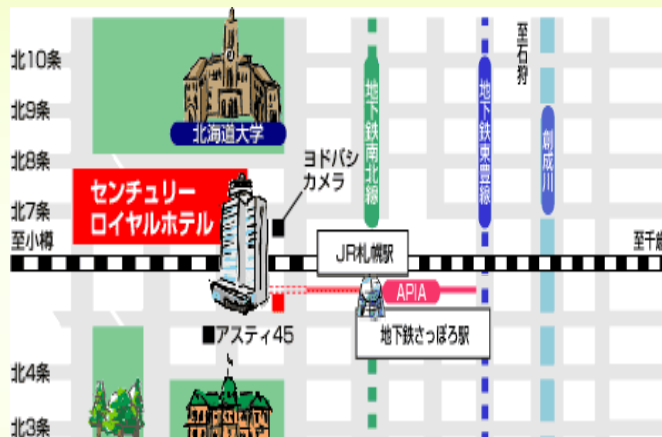 北10条
北9条
北8条
北7条
至小樽
北4条
北3条
北海道大学
センチュリー
ロイヤルホテル
ヨドバシ
カメラ
地下鉄南北線
地下鉄東豊線
至石狩
創成川
JR札幌駅
至千歳
APIA
地下鉄さっぽろ駅
■アスティ45